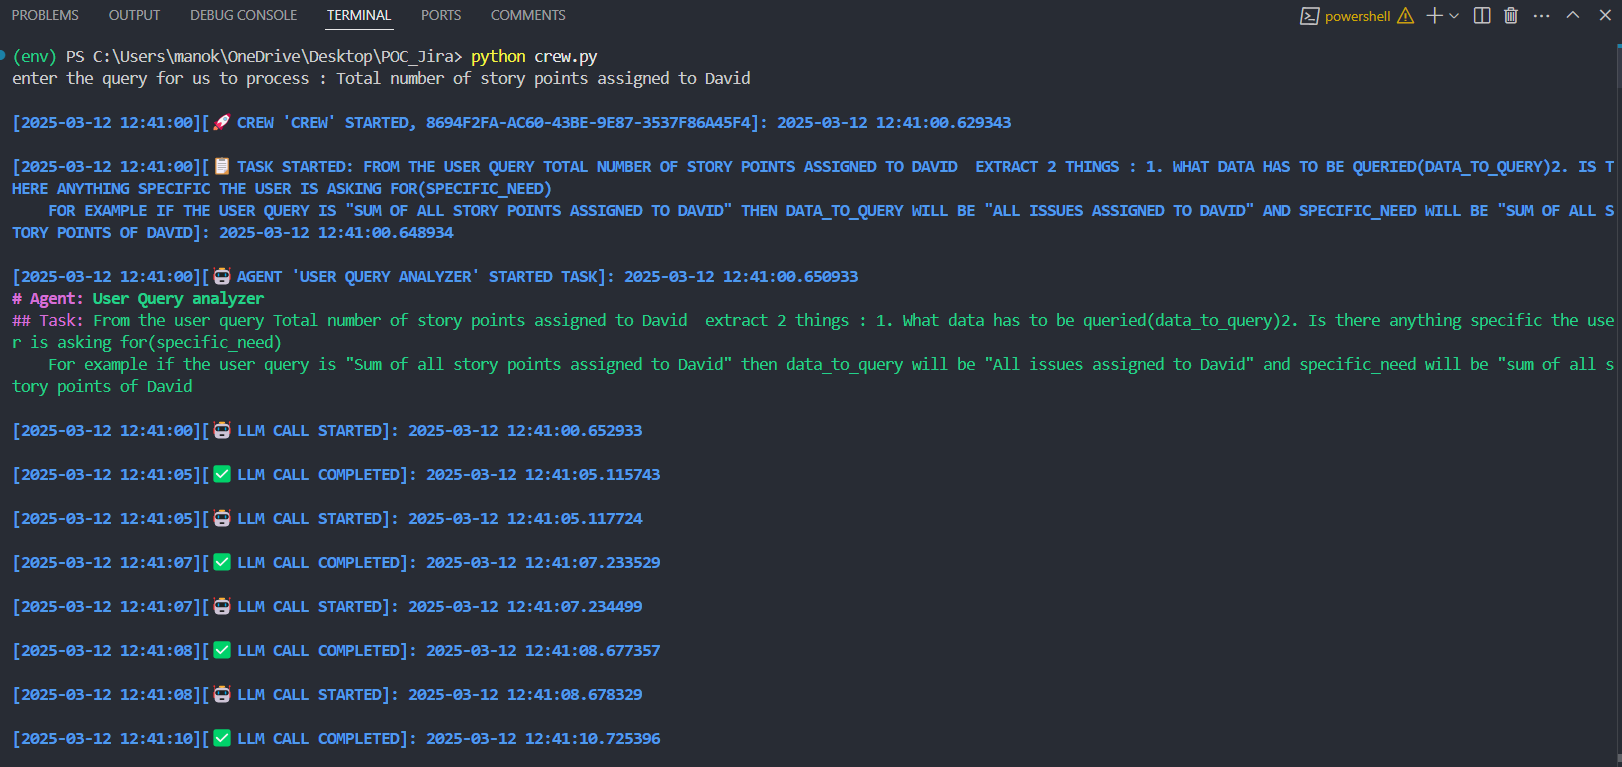 PROBLEMS OUTPUT DEBUG CONSOLE TERMINAL PORTS COMMENTS powershell
(env) PS C:\Users\manok\OneDrive\Desktop\POC_Jira> python crew.py
enter the query for us to process : Total number of story points assigned to David
[2025-03-12 12:41:00][🚀 CREW 'CREW' STARTED, 8694F2FA-AC60-43BE-9E87-3537F86A45F4]: 2025-03-12 12:41:00.629343
[2025-03-12 12:41:00][📋 TASK STARTED: FROM THE USER QUERY TOTAL NUMBER OF STORY POINTS ASSIGNED TO DAVID  EXTRACT 2 THINGS : 1. WHAT DATA HAS TO BE QUERIED(DATA_TO_QUERY)2. IS T
HERE ANYTHING SPECIFIC THE USER IS ASKING FOR(SPECIFIC_NEED)
FOR EXAMPLE IF THE USER QUERY IS "SUM OF ALL STORY POINTS ASSIGNED TO DAVID" THEN DATA_TO_QUERY WILL BE "ALL ISSUES ASSIGNED TO DAVID" AND SPECIFIC_NEED WILL BE "SUM OF ALL S
TORY POINTS OF DAVID]: 2025-03-12 12:41:00.648934
[2025-03-12 12:41:00][🤖 AGENT 'USER QUERY ANALYZER' STARTED TASK]: 2025-03-12 12:41:00.650933
# Agent: User Query analyzer
## Task: From the user query Total number of story points assigned to David  extract 2 things : 1. What data has to be queried(data_to_query)2. Is there anything specific the use
r is asking for(specific_need)
For example if the user query is "Sum of all story points assigned to David" then data_to_query will be "All issues assigned to David" and specific_need will be "sum of all s
tory points of David
[2025-03-12 12:41:00][🤖 LLM CALL STARTED]: 2025-03-12 12:41:00.652933
[2025-03-12 12:41:05][✅ LLM CALL COMPLETED]: 2025-03-12 12:41:05.115743
[2025-03-12 12:41:05][🤖 LLM CALL STARTED]: 2025-03-12 12:41:05.117724
[2025-03-12 12:41:07][✅ LLM CALL COMPLETED]: 2025-03-12 12:41:07.233529
[2025-03-12 12:41:07][🤖 LLM CALL STARTED]: 2025-03-12 12:41:07.234499
[2025-03-12 12:41:08][✅ LLM CALL COMPLETED]: 2025-03-12 12:41:08.677357
[2025-03-12 12:41:08][🤖 LLM CALL STARTED]: 2025-03-12 12:41:08.678329
[2025-03-12 12:41:10][✅ LLM CALL COMPLETED]: 2025-03-12 12:41:10.725396